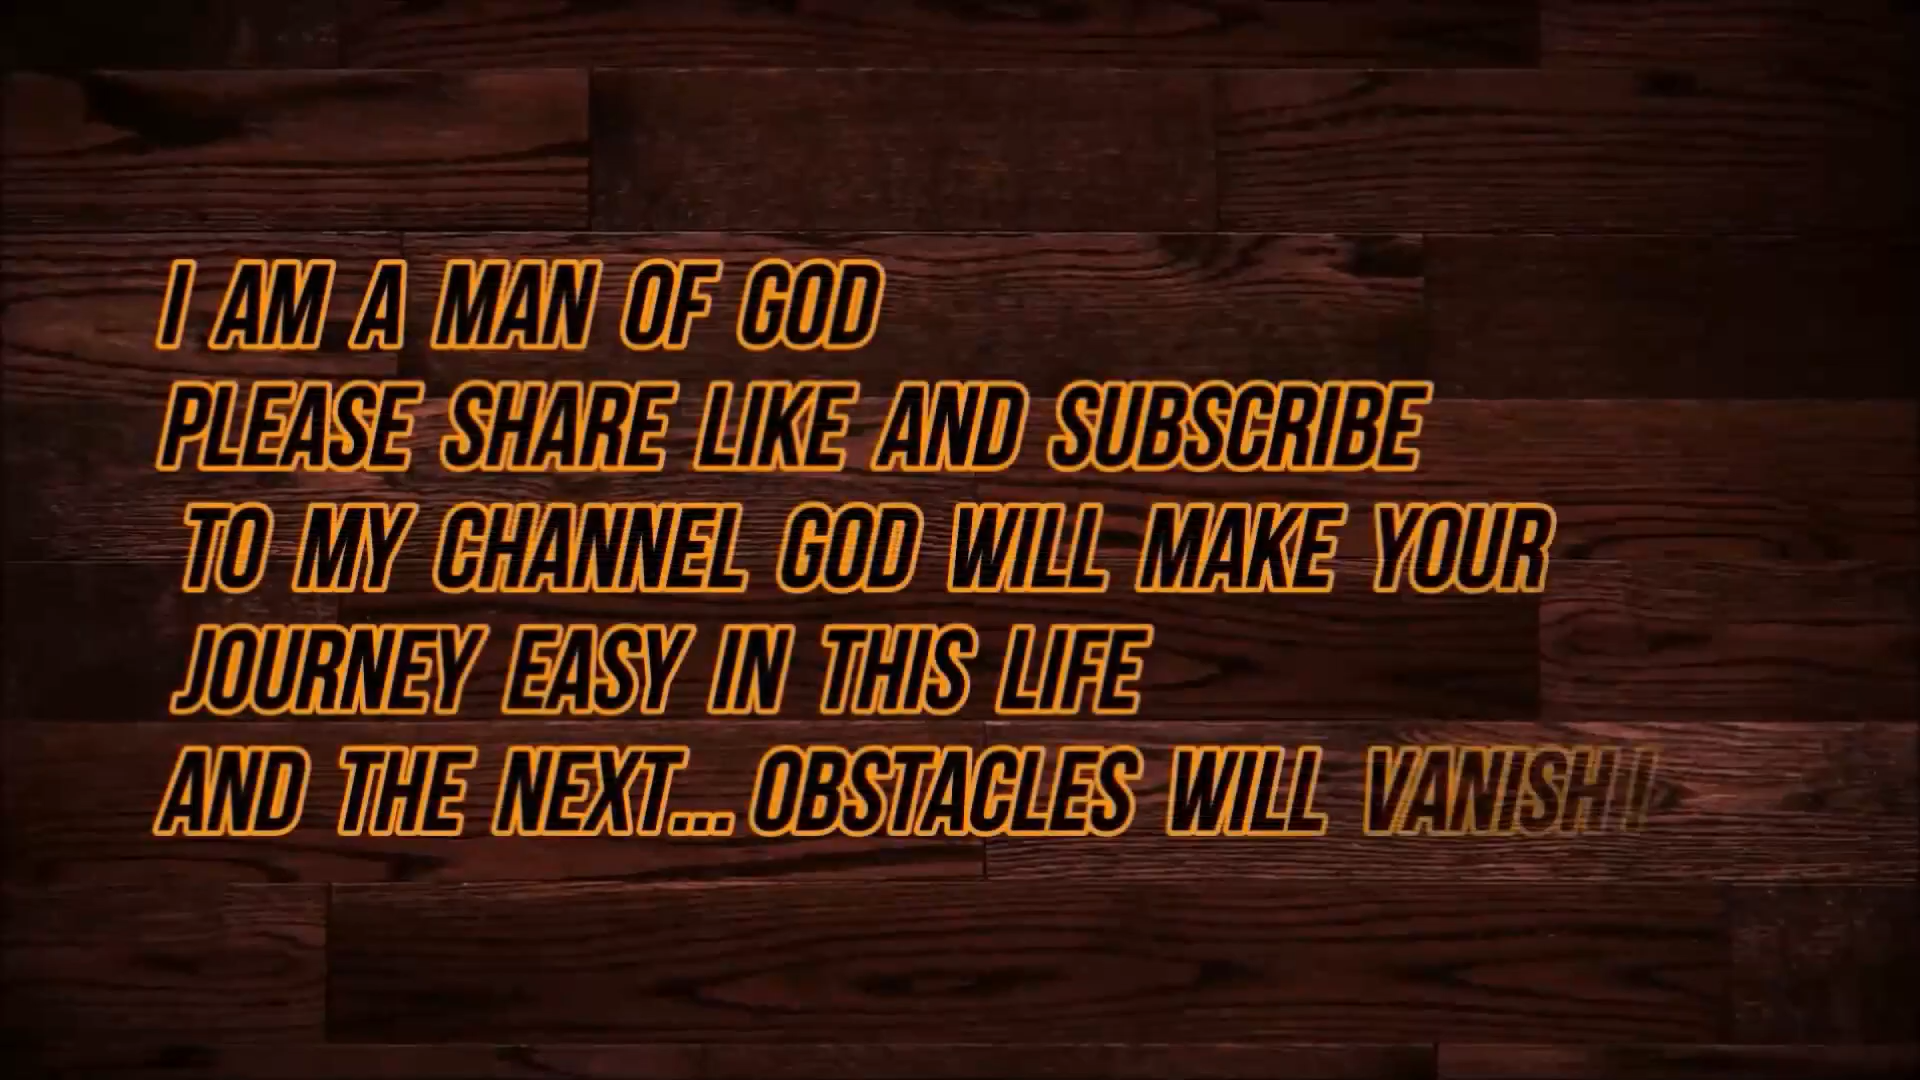 I AM A MAN OF GOD
PLEASE SHARE LIKE AND SUBSCRIBE
TO MY CHANNEL GOD WILL MAKE YOUR
JOURNEY EASY IN THIS LIFE
AND THE NEXT... OBSTACLES WILL VANISH !